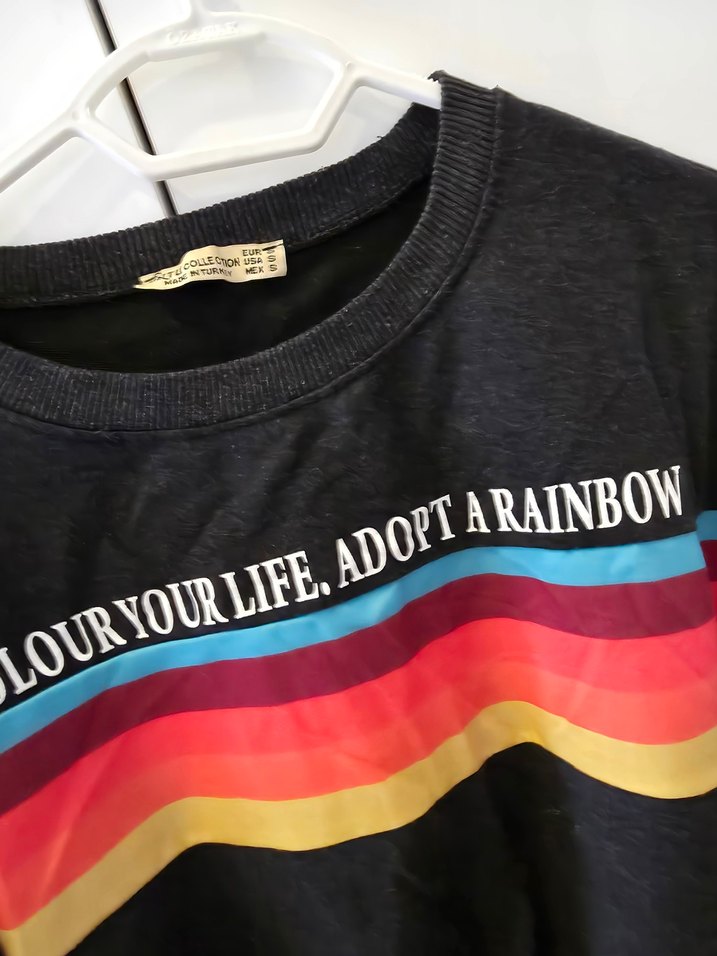 COLLECTION
MADE IN TURKEY
EUR S
USA S
MEX S
OLOUR YOUR LIFE. ADOPT A RAINBOW